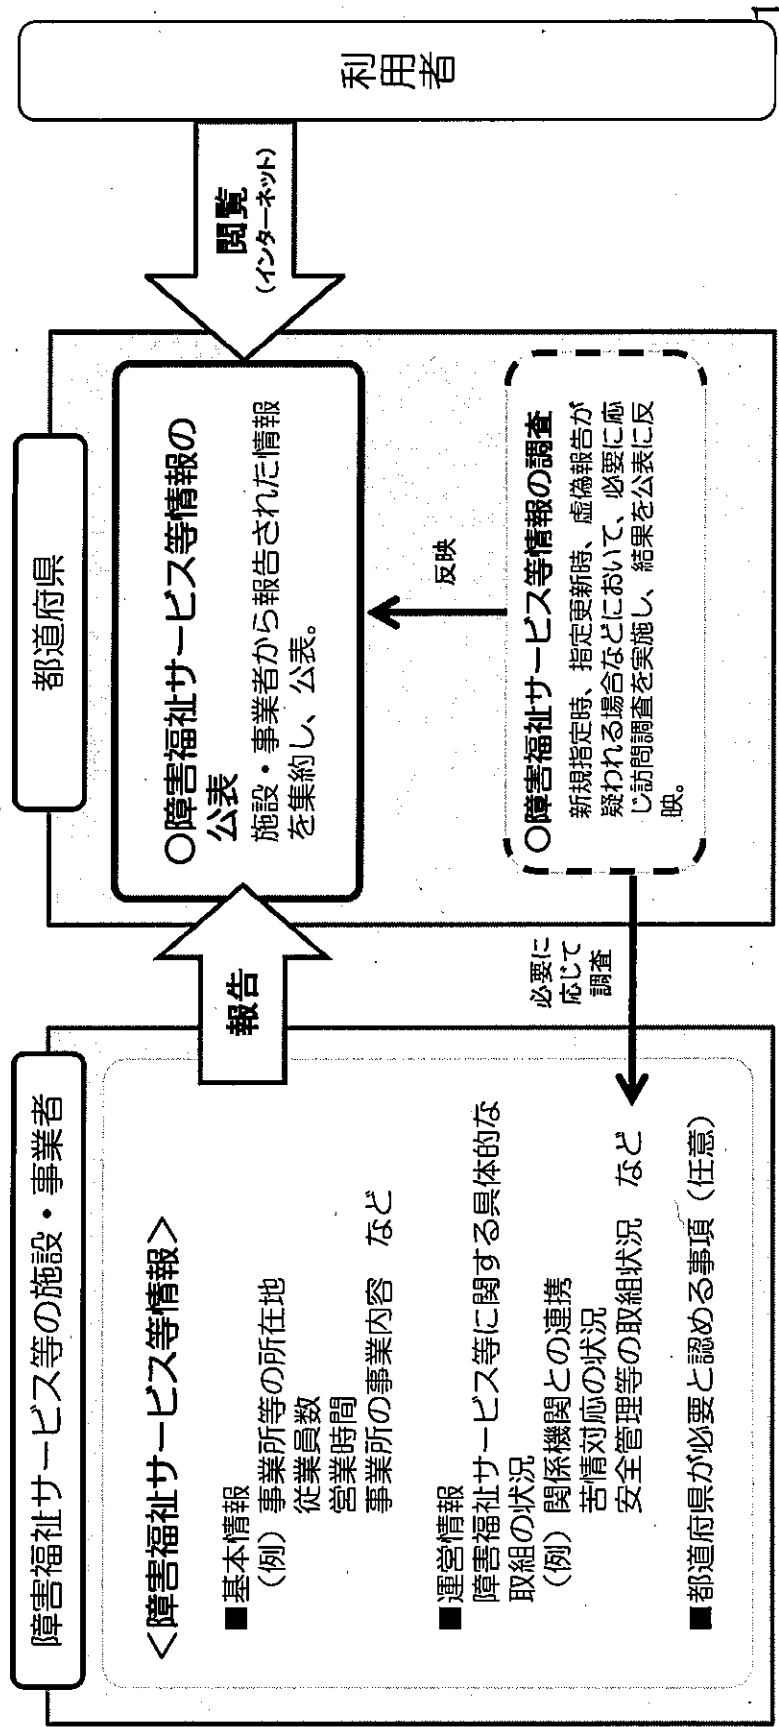 障害福祉サービス等の施設・事業者
<障害福祉サービス等情報>
■基本情報
(例)事業所等の所在地
従業員数
営業時間
事業所の事業内容 など
■運営情報
障害福祉サービス等に関する具体的な
取組の状況
(例)関係機関との連携
苦情対応の状況
安全管理等の取組状況 など
■都道府県が必要と認める事項(任意)
報告
必要に
応じて
調査
都道府県
○障害福祉サービス等情報の
公表
施設・事業者から報告された情報
を集約し、公表。
反映
○障害福祉サービス等情報の調査
新規指定時、指定更新時、虚偽報告が
疑われる場合などにおいて、必要に応
じ訪問調査を実施し、結果を公表に反
映。
閲覧
(インターネット)
利用者
1